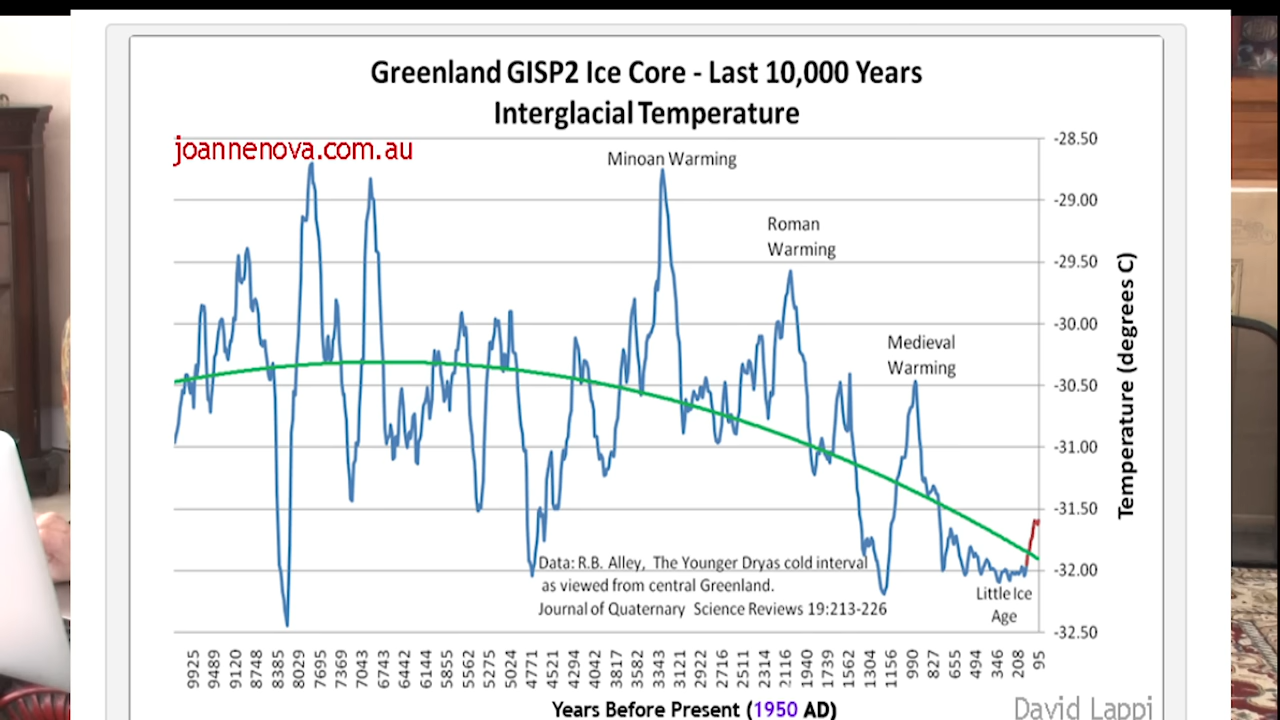 Greenland GISP2 Ice Core - Last 10,000 Years
Interglacial Temperature
joannenova.com.au
Minoan Warming
Roman
Warming
Medieval
Warming
Little Ice
Age
Data: R.B. Alley, The Younger Dryas cold interval
as viewed from central Greenland.
Journal of Quaternary Science Reviews 19:213-226
-28.50
-29.00
-29.50
-30.00
-30.50
-31.00
-31.50
-32.00
-32.50
Temperature (degrees C)
9925 9489 9120 8748 8385 8029 7695 7369 7043 6743 6442 6144 5855 5562 5275 5024 4771 4521 4294 4042 3817 3582 3343 3121 2922 2716 2511 2314 2116 1940 1739 1562 1304 1156 990 827 655 494 346 208 95
Years Before Present (1950 AD)
David Lappi